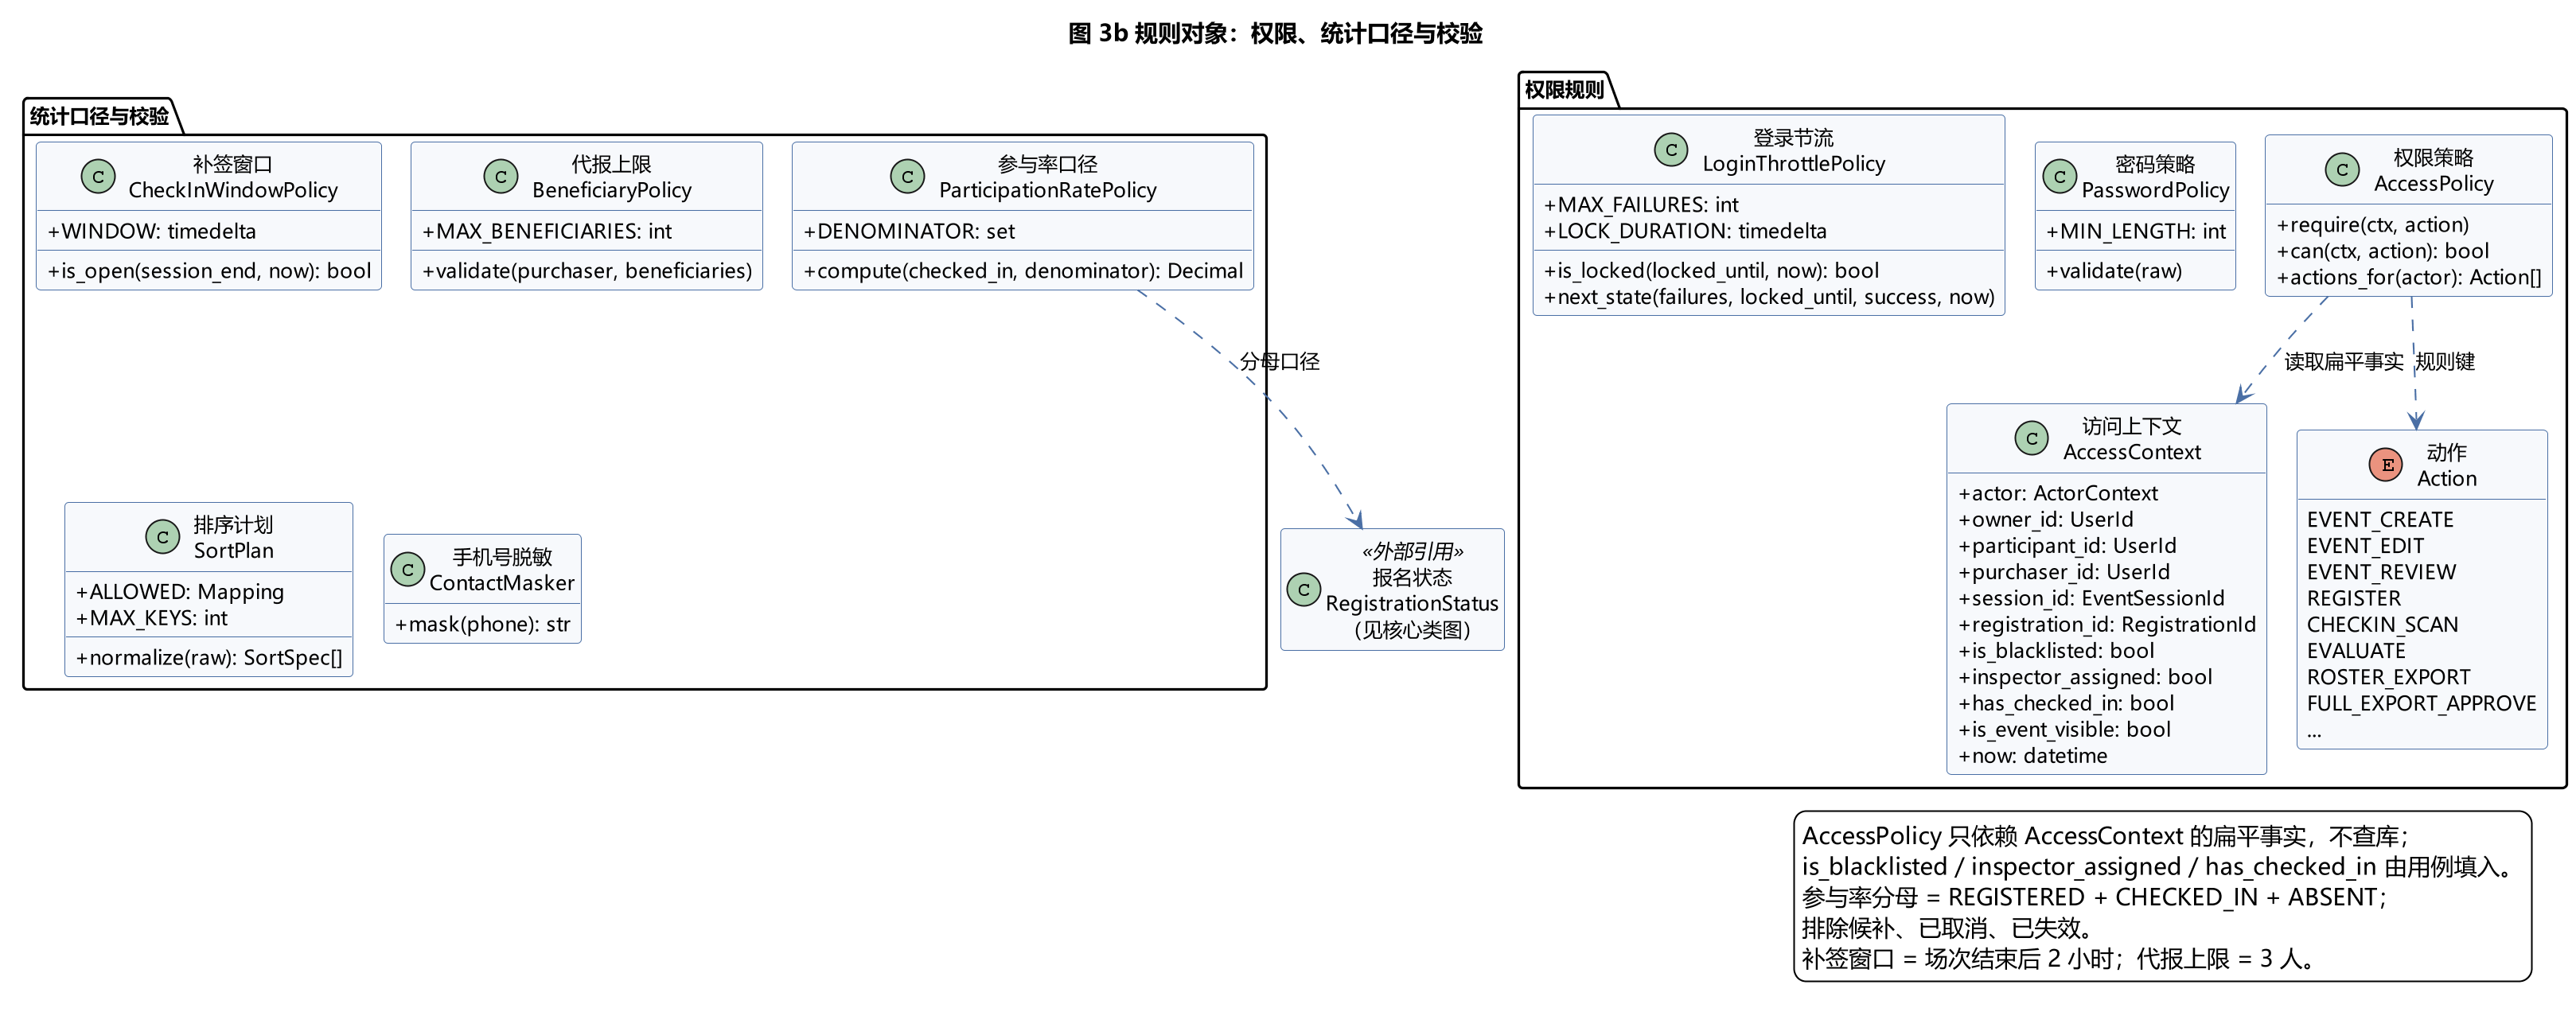 图 3b 规则对象：权限、统计口径与校验
统计口径与校验
C
补签窗口
CheckInWindowPolicy
+WINDOW: timedelta
+is_open(session_end, now): bool
C
代报上限
BeneficiaryPolicy
+MAX_BENEFICIARIES: int
+validate(purchaser, beneficiaries)
C
参与率口径
ParticipationRatePolicy
+DENOMINATOR: set
+compute(checked_in, denominator): Decimal
分母口径
C
排序计划
SortPlan
+ALLOWED: Mapping
+MAX_KEYS: int
+normalize(raw): SortSpec[]
C
手机号脱敏
ContactMasker
+mask(phone): str
C
«外部引用»
报名状态
RegistrationStatus
（见核心类图）
权限规则
C
登录节流
LoginThrottlePolicy
+MAX_FAILURES: int
+LOCK_DURATION: timedelta
+is_locked(locked_until, now): bool
+next_state(failures, locked_until, success, now)
C
密码策略
PasswordPolicy
+MIN_LENGTH: int
+validate(raw)
C
权限策略
AccessPolicy
+require(ctx, action)
+can(ctx, action): bool
+actions_for(actor): Action[]
读取扁平事实
规则键
C
访问上下文
AccessContext
+actor: ActorContext
+owner_id: UserId
+participant_id: UserId
+purchaser_id: UserId
+session_id: EventSessionId
+registration_id: RegistrationId
+is_blacklisted: bool
+inspector_assigned: bool
+has_checked_in: bool
+is_event_visible: bool
+now: datetime
E
动作
Action
EVENT_CREATE
EVENT_EDIT
EVENT_REVIEW
REGISTER
CHECKIN_SCAN
EVALUATE
ROSTER_EXPORT
FULL_EXPORT_APPROVE
...
AccessPolicy 只依赖 AccessContext 的扁平事实，不查库；
is_blacklisted / inspector_assigned / has_checked_in 由用例填入。
参与率分母 = REGISTERED + CHECKED_IN + ABSENT；
排除候补、已取消、已失效。
补签窗口 = 场次结束后 2 小时；代报上限 = 3 人。